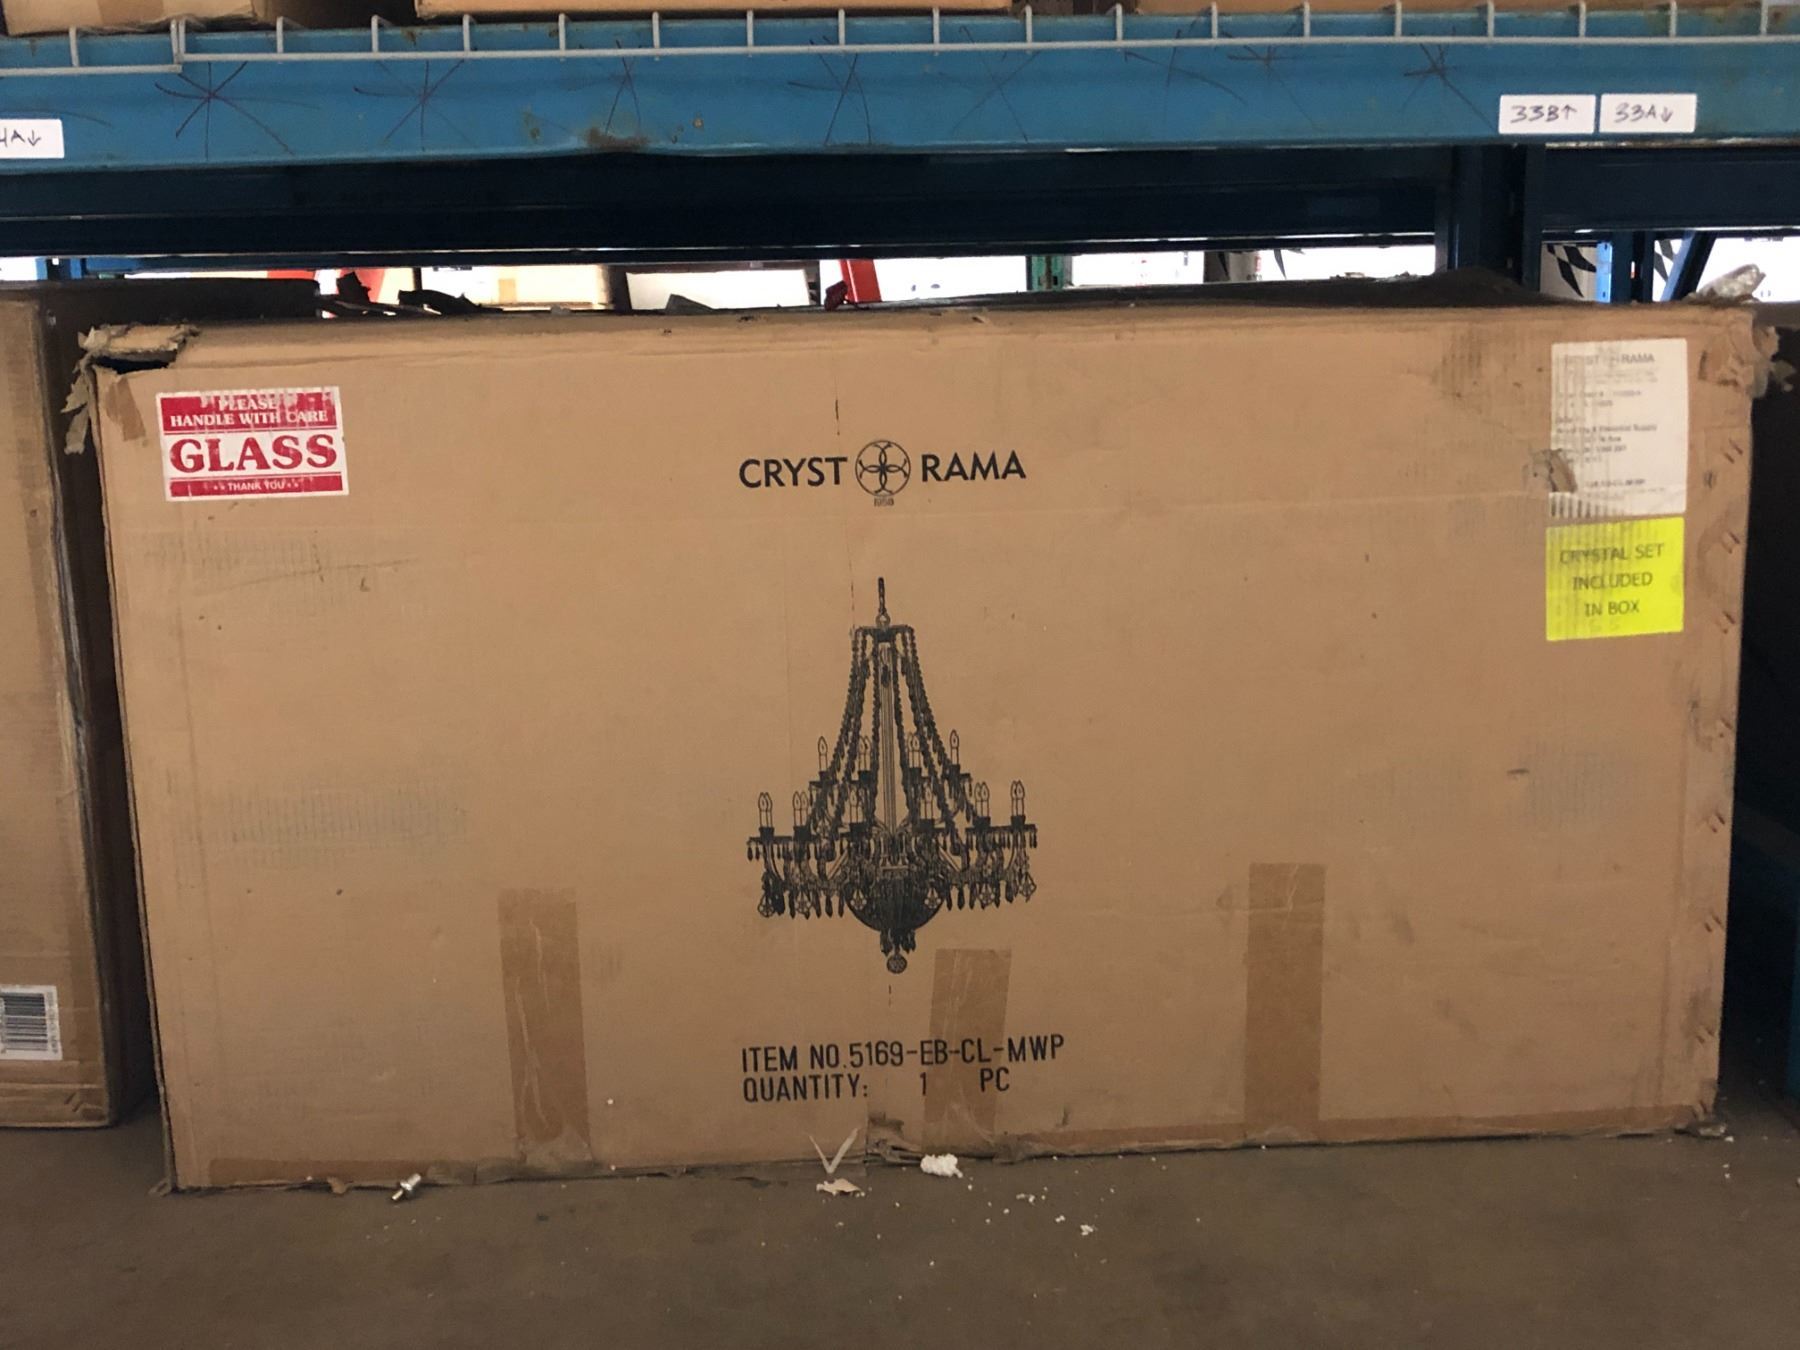 33B↑
33A↓
PLEASE
HANDLE WITH CARE
GLASS
THANK YOU
CRYST RAMA
1958
CRYSTAL SET
INCLUDED
IN BOX
ITEM NO.5169-EB-CL-MWP
QUANTITY: 1 PC